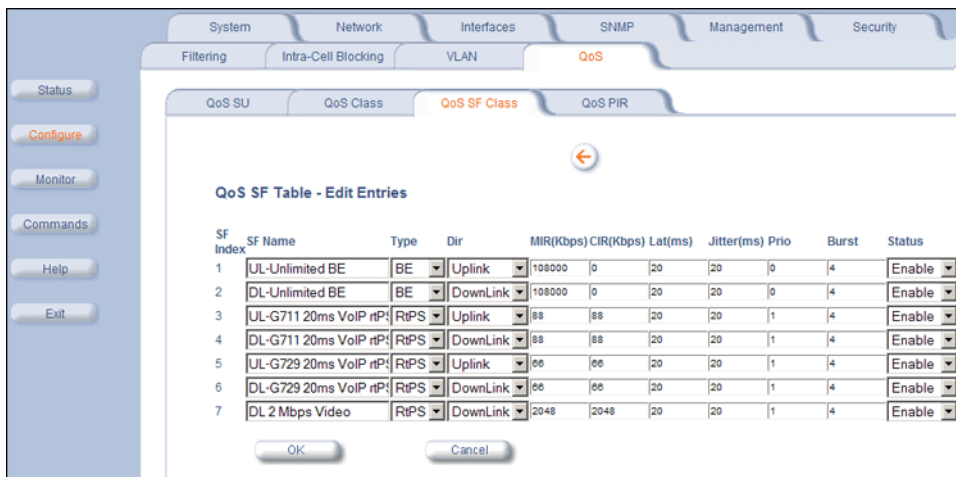 System Network Interfaces SNMP Management Security
Filtering Intra-Cell Blocking VLAN QoS
Status
QoS SU QoS Class QoS SF Class QoS PIR
Configure
Monitor
QoS SF Table - Edit Entries
Commands
SF Index SF Name Type Dir MIR(Kbps) CIR(Kbps) Lat(ms) Jitter(ms) Prio Burst Status
1 UL-Unlimited BE BE Uplink 108000 0 20 20 0 4 Enable
2 DL-Unlimited BE BE DownLink 108000 0 20 20 0 4 Enable
3 UL-G711 20ms VoIP rtPS RtPS Uplink 88 88 20 20 1 4 Enable
4 DL-G711 20ms VoIP rtPS RtPS DownLink 88 88 20 20 1 4 Enable
5 UL-G729 20ms VoIP rtPS RtPS Uplink 66 66 20 20 1 4 Enable
6 DL-G729 20ms VoIP rtPS RtPS DownLink 66 66 20 20 1 4 Enable
7 DL 2 Mbps Video RtPS DownLink 2048 2048 20 20 1 4 Enable
Help
Exit
OK Cancel